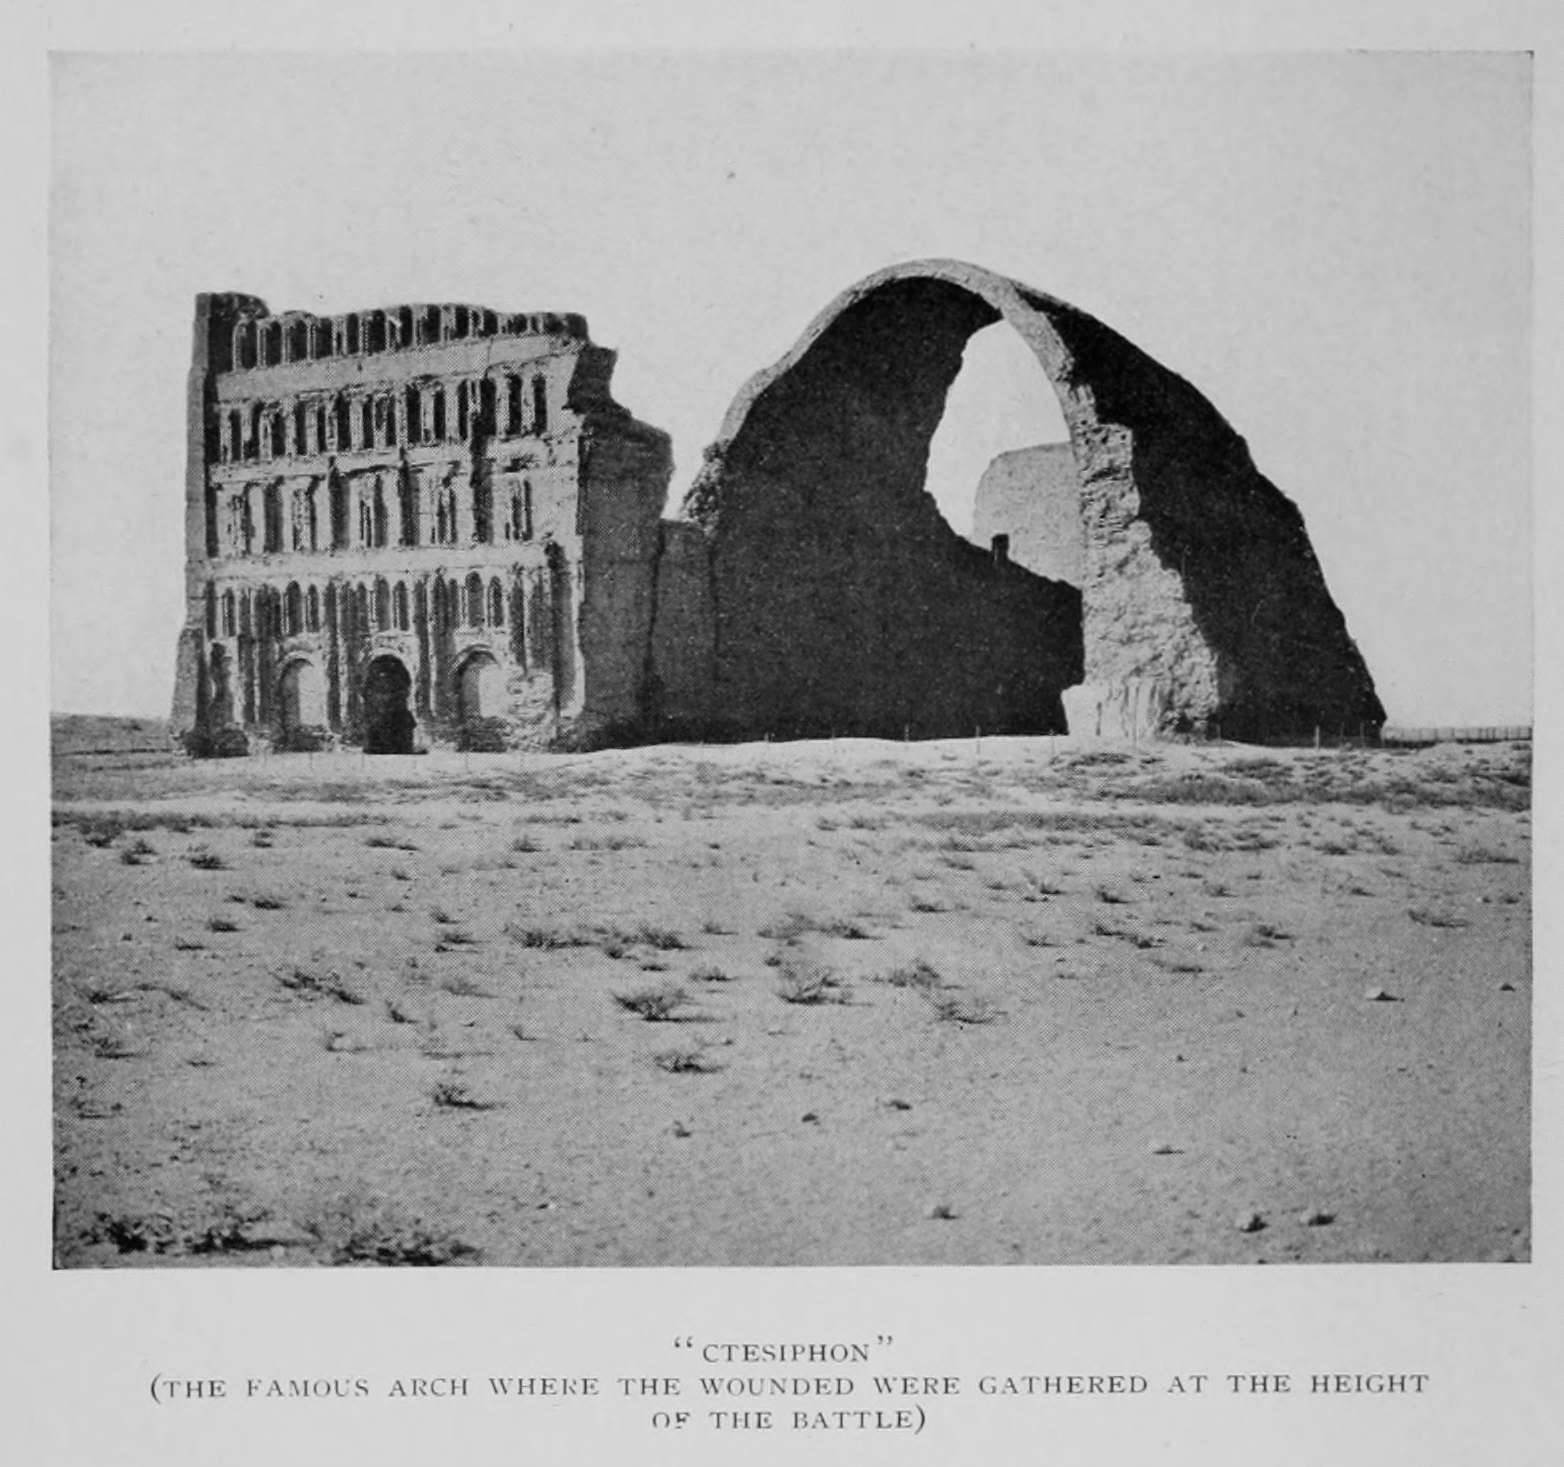 “CTESIPHON”
(THE FAMOUS ARCH WHERE THE WOUNDED WERE GATHERED AT THE HEIGHT
OF THE BATTLE)